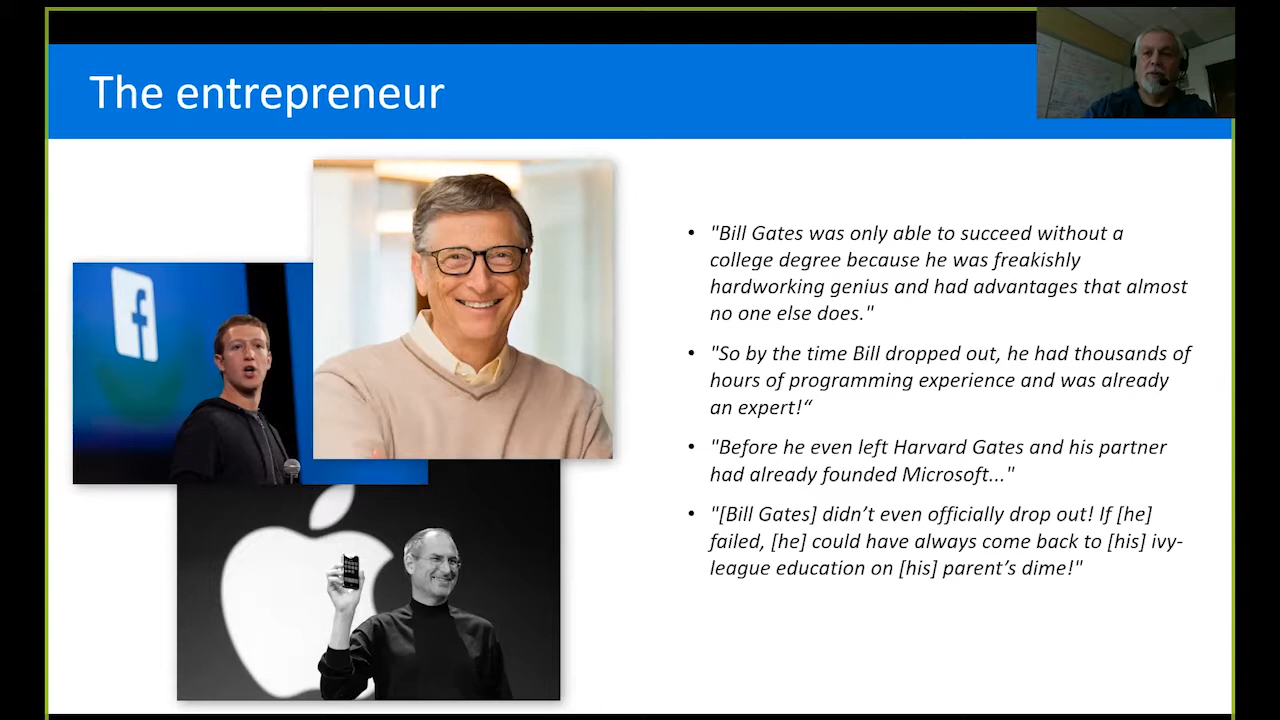 The entrepreneur
• "Bill Gates was only able to succeed without a
college degree because he was freakishly
hardworking genius and had advantages that almost
no one else does."
• "So by the time Bill dropped out, he had thousands of
hours of programming experience and was already
an expert!“
• "Before he even left Harvard Gates and his partner
had already founded Microsoft..."
• "[Bill Gates] didn’t even officially drop out! If [he]
failed, [he] could have always come back to [his] ivy-
league education on [his] parent’s dime!"
f